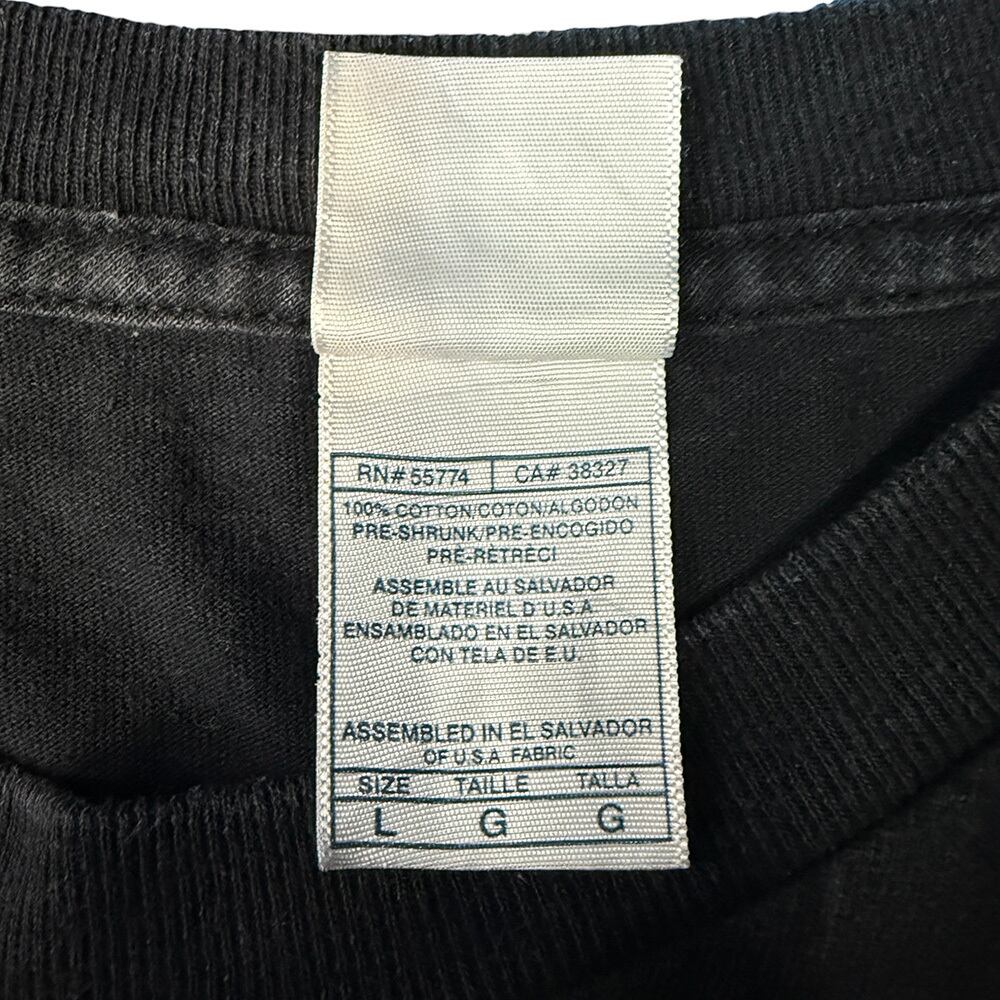 RN# 55774 CA# 38327
100% COTTON/COTON/ALGODON
PRE-SHRUNK/PRE-ENCOGIDO
PRE-RÈTRECI
ASSEMBLE AU SALVADOR
DE MATERIEL D'U.S.A.
ENSAMBLADO EN EL SALVADOR
CON TELA DE E.U.
ASSEMBLED IN EL SALVADOR
OF U.S.A. FABRIC
SIZE TAILLE TALLA
L G G